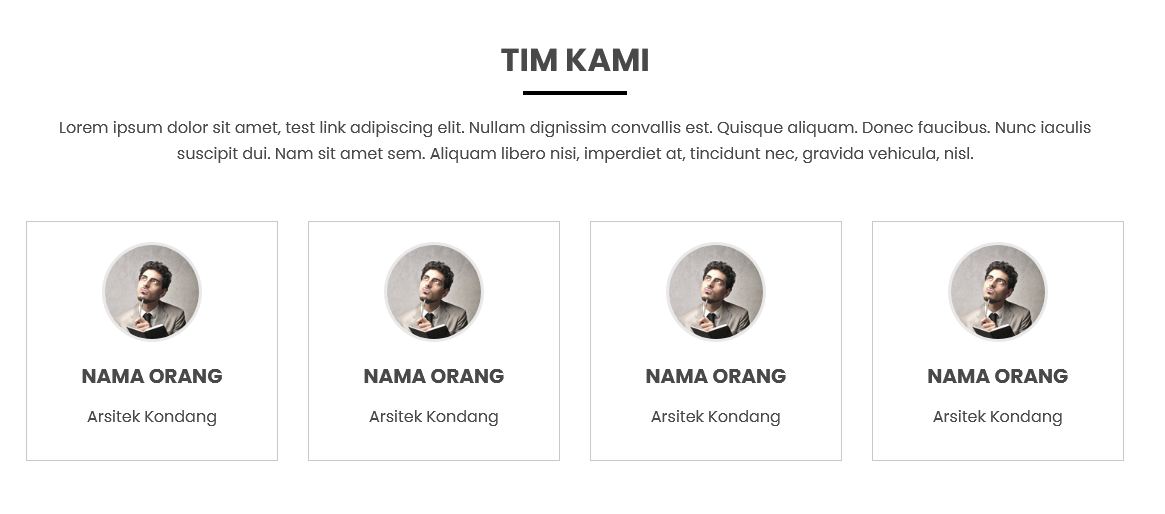 TIM KAMI
Lorem ipsum dolor sit amet, test link adipiscing elit. Nullam dignissim convallis est. Quisque aliquam. Donec faucibus. Nunc iaculis
suscipit dui. Nam sit amet sem. Aliquam libero nisi, imperdiet at, tincidunt nec, gravida vehicula, nisl.
NAMA ORANG
Arsitek Kondang
NAMA ORANG
Arsitek Kondang
NAMA ORANG
Arsitek Kondang
NAMA ORANG
Arsitek Kondang